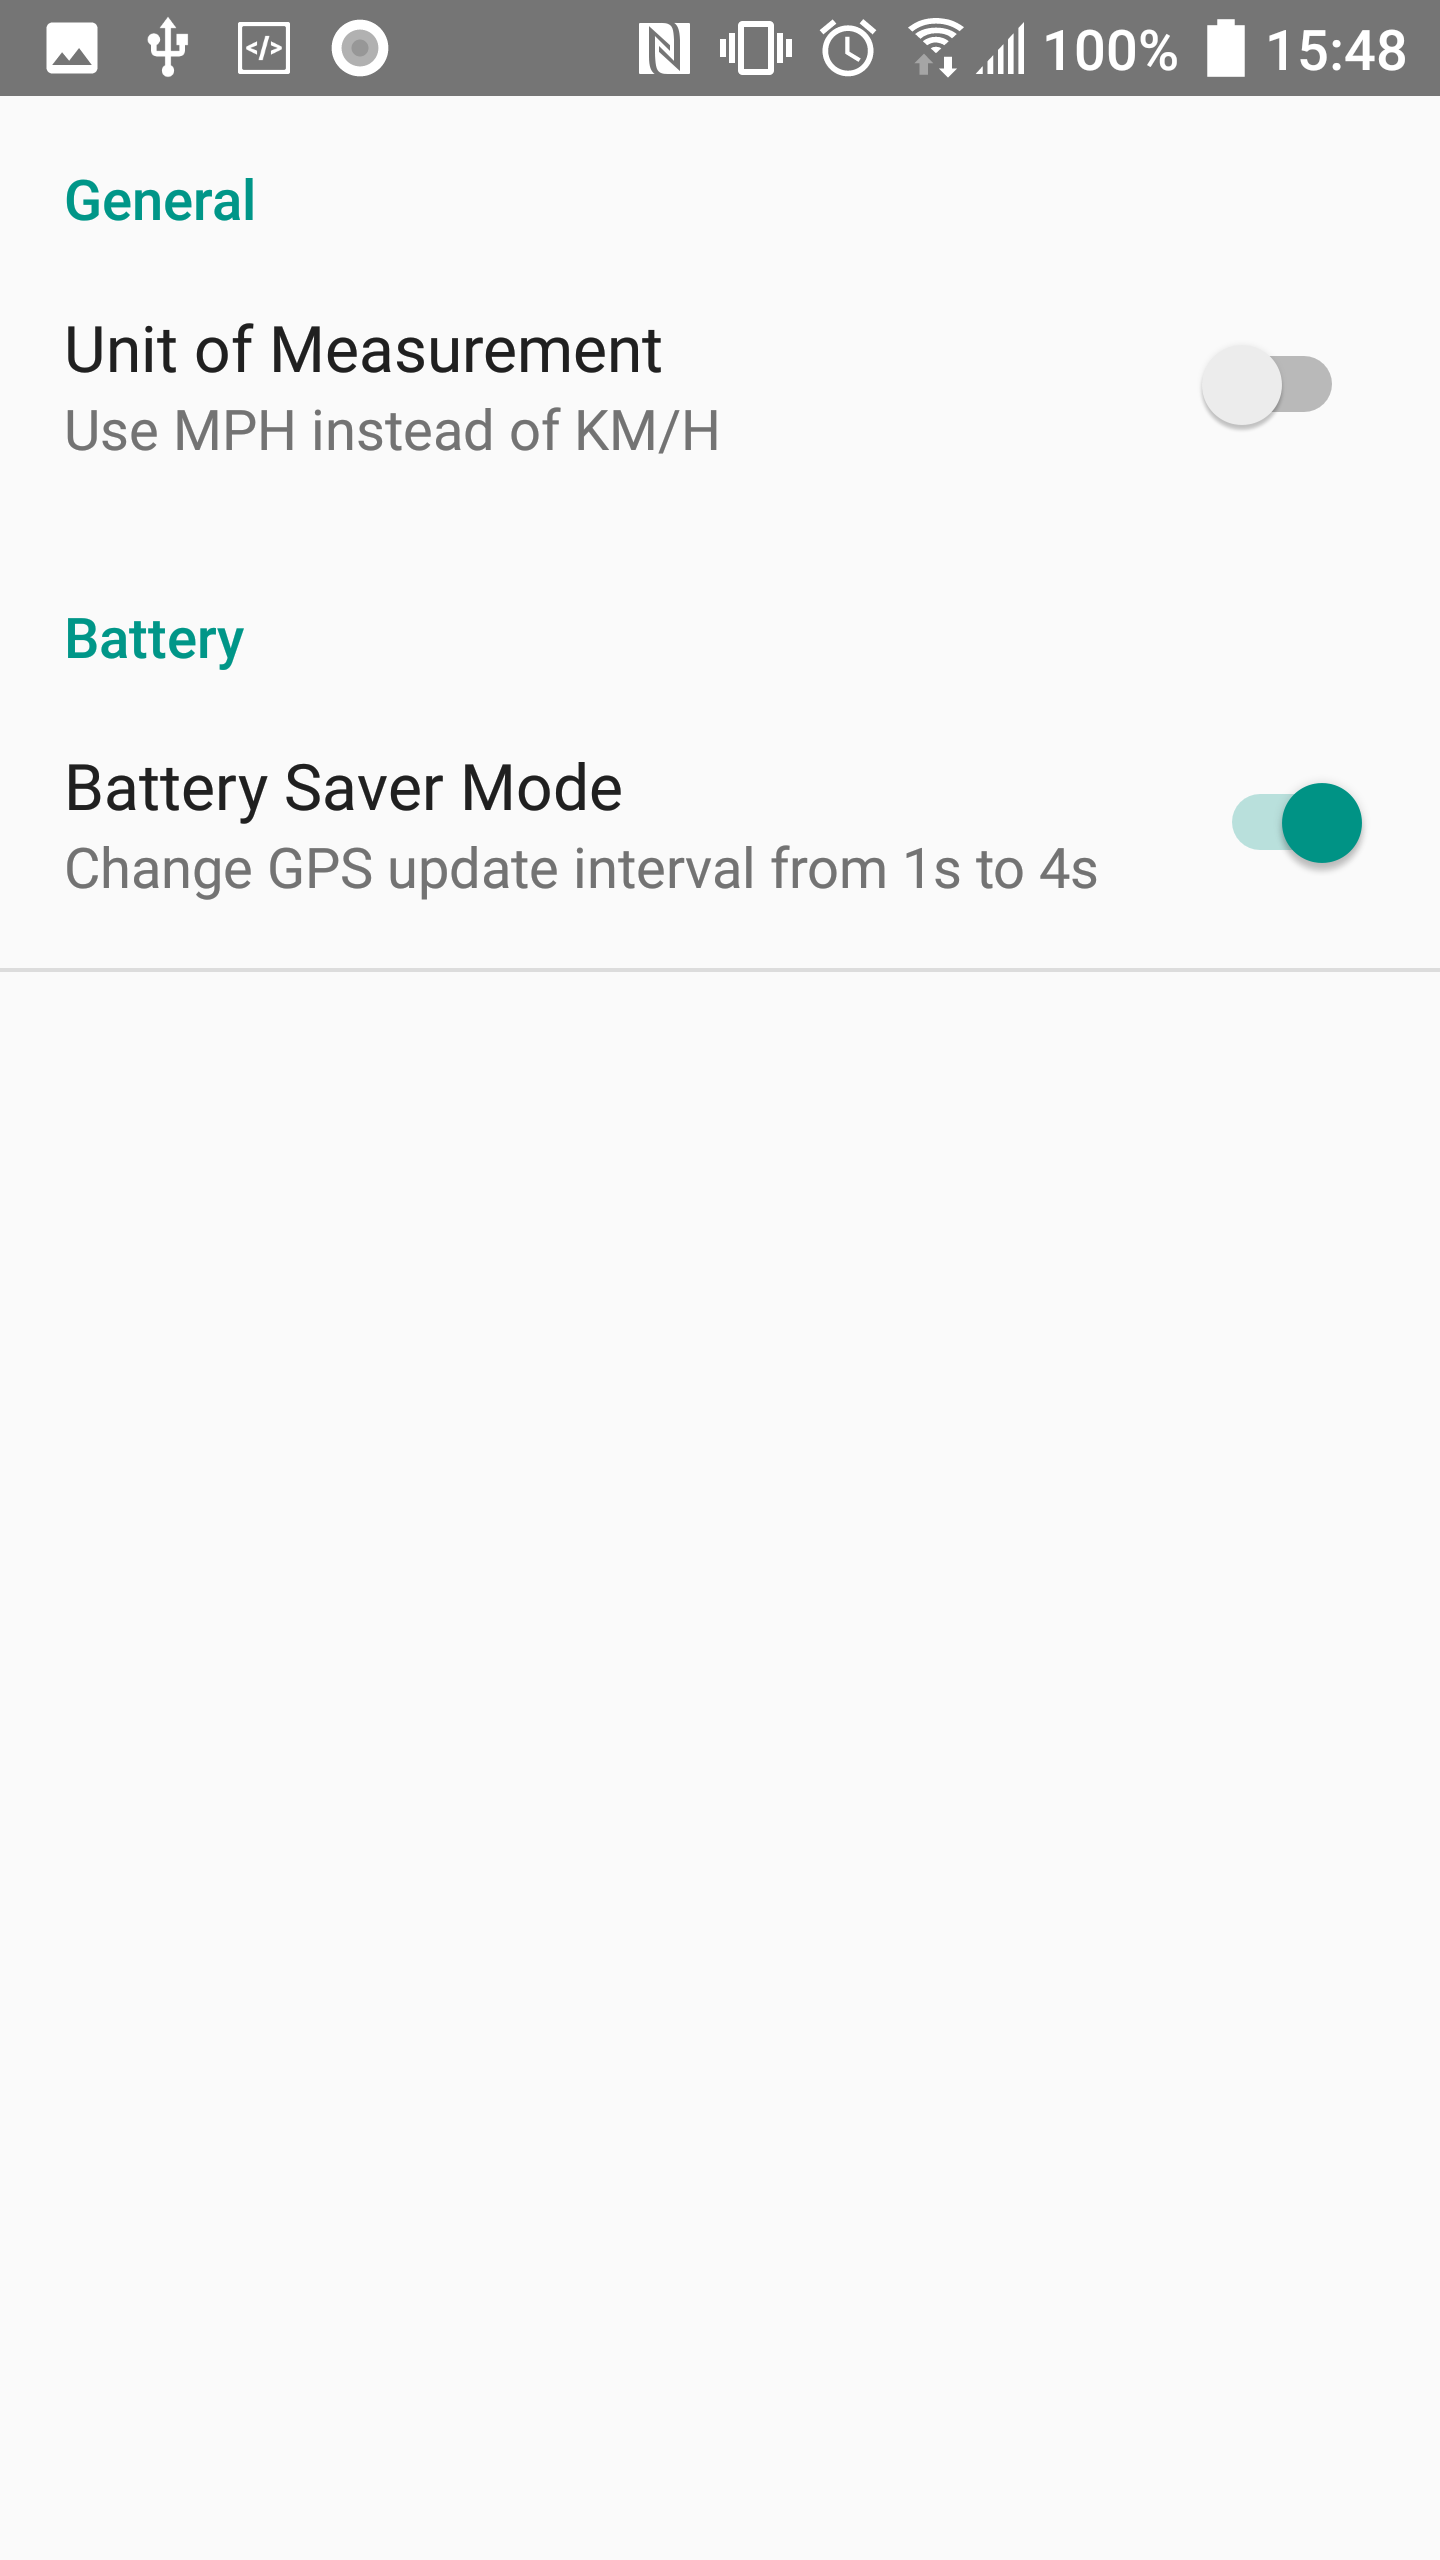 100% 15:48
General
Unit of Measurement
Use MPH instead of KM/H
Battery
Battery Saver Mode
Change GPS update interval from 1s to 4s